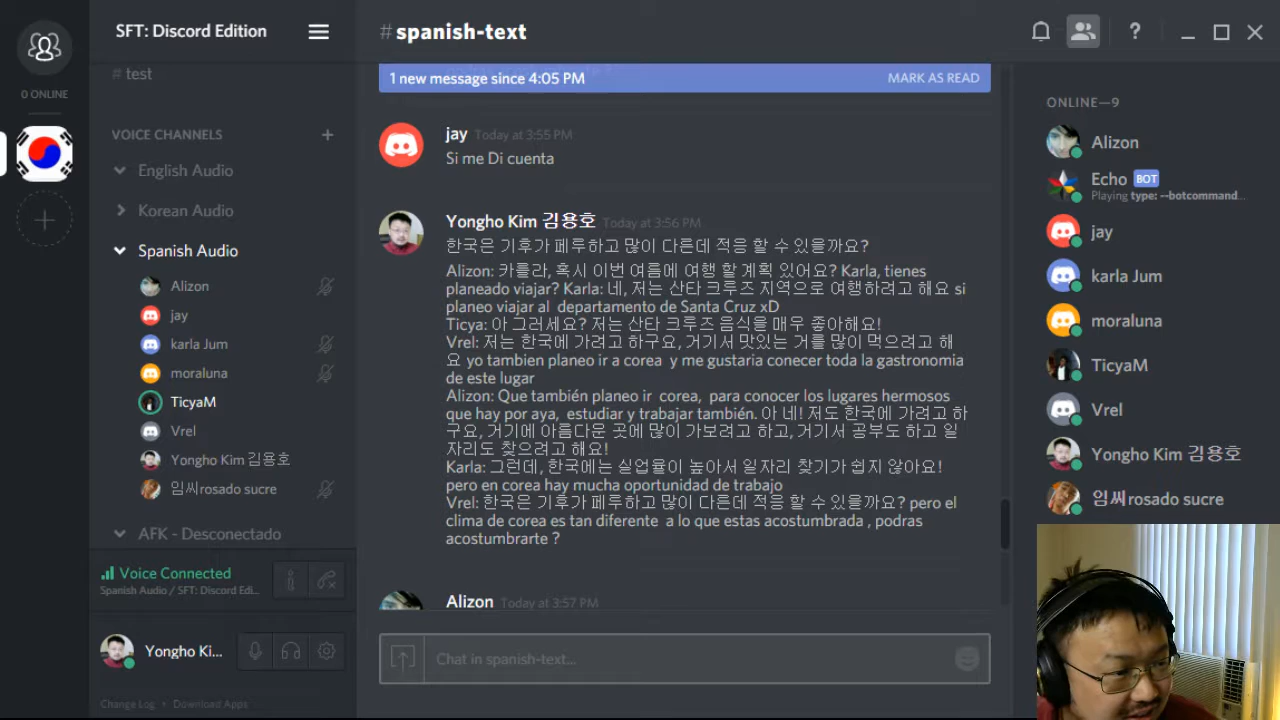 SFT: Discord Edition
# spanish-text
0 ONLINE
# test
VOICE CHANNELS
English Audio
Korean Audio
Spanish Audio
Alizon
jay
karla Jum
moraluna
TicyaM
Vrel
Yongho Kim 김용호
임씨rosado sucre
AFK - Desconectado
Voice Connected
Spanish Audio / SFT: Discord Edi...
Yongho Ki...
Change Log • Download Apps
1 new message since 4:05 PM MARK AS READ
jay Today at 3:55 PM
Si me Di cuenta
Yongho Kim 김용호 Today at 3:56 PM
한국은 기후가 페루하고 많이 다른데 적응 할 수 있을까요?
Alizon: 카를라, 혹시 이번 여름에 여행 할 계획 있어요? Karla, tienes
planeado viajar? Karla: 네, 저는 산타 크루즈 지역으로 여행하려고 해요 si
planeo viajar al departamento de Santa Cruz xD
Ticya: 아 그러세요? 저는 산타 크루즈 음식을 매우 좋아해요!
Vrel: 저는 한국에 가려고 하구요, 거기서 맛있는 거를 많이 먹으려고 해
요 yo tambien planeo ir a corea y me gustaria conecer toda la gastronomia
de este lugar
Alizon: Que también planeo ir corea, para conocer los lugares hermosos
que hay por aya, estudiar y trabajar también. 아 네! 저도 한국에 가려고 하
구요, 거기에 아름다운 곳에 많이 가보려고 하고, 거기서 공부도 하고 일
자리도 찾으려고 해요!
Karla: 그런데, 한국에는 실업률이 높아서 일자리 찾기가 쉽지 않아요!
pero en corea hay mucha oportunidad de trabajo
Vrel: 한국은 기후가 페루하고 많이 다른데 적응 할 수 있을까요? pero el
clima de corea es tan diferente a lo que estas acostumbrada , podras
acostumbrarte ?
Alizon Today at 3:57 PM
Chat in spanish-text...
ONLINE—9
Alizon
Echo BOT
Playing type: --botcommand...
jay
karla Jum
moraluna
TicyaM
Vrel
Yongho Kim 김용호
임씨rosado sucre